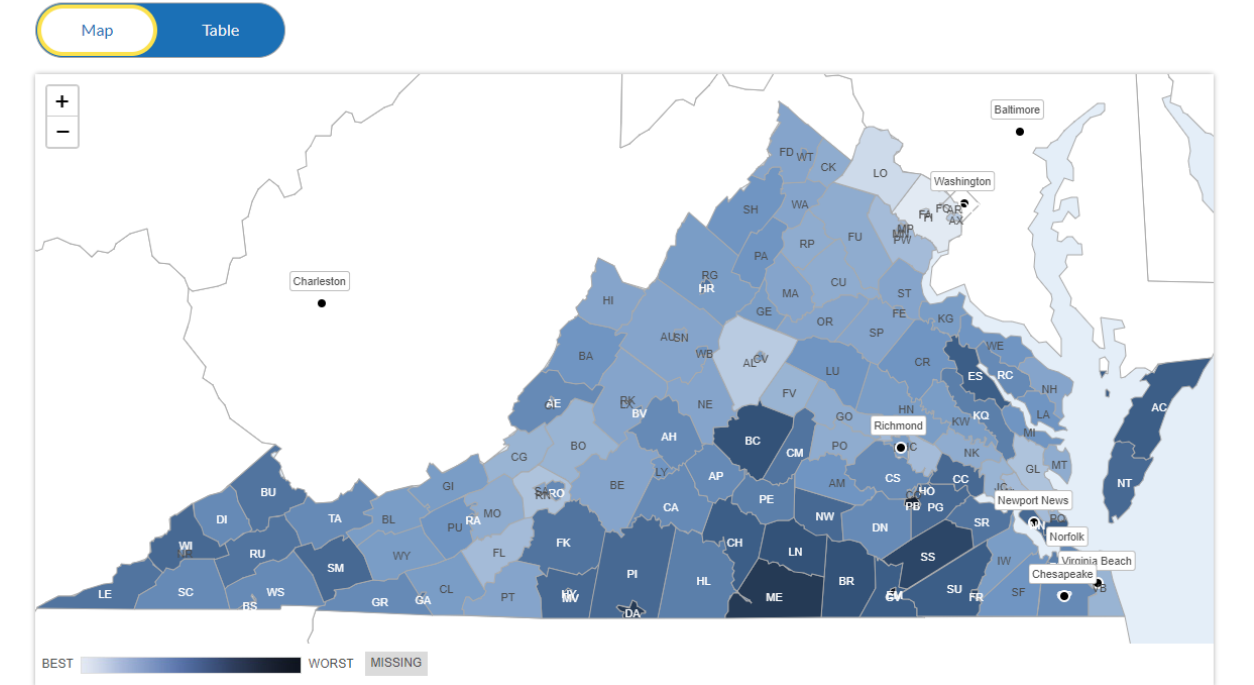 Map
Table
+
−
Baltimore
Washington
Charleston
Richmond
Newport News
Norfolk
Virginia Beach
Chesapeake
FD
WT
CK
LO
SH
WA
FU
RP
PA
RG
HR
GE
MA
CU
ST
FE
KG
OR
SP
HI
BA
WB
LU
CR
WE
ES
RC
NH
AC
FV
NE
BV
AE
GO
HN
KQ
LA
MI
KW
BC
PO
CM
AH
BO
CG
NK
GL
MT
LY
AP
AM
CS
CC
HO
PB
PG
NT
BE
RO
GI
BU
CA
PE
NW
DN
SR
DI
TA
BL
PU
RA
MO
FL
FK
CH
LN
SS
IW
WI
RU
SM
WY
PI
HL
BR
SU
FR
SF
LE
SC
WS
BS
GR
GA
CL
PT
DA
ME
BEST
WORST
MISSING